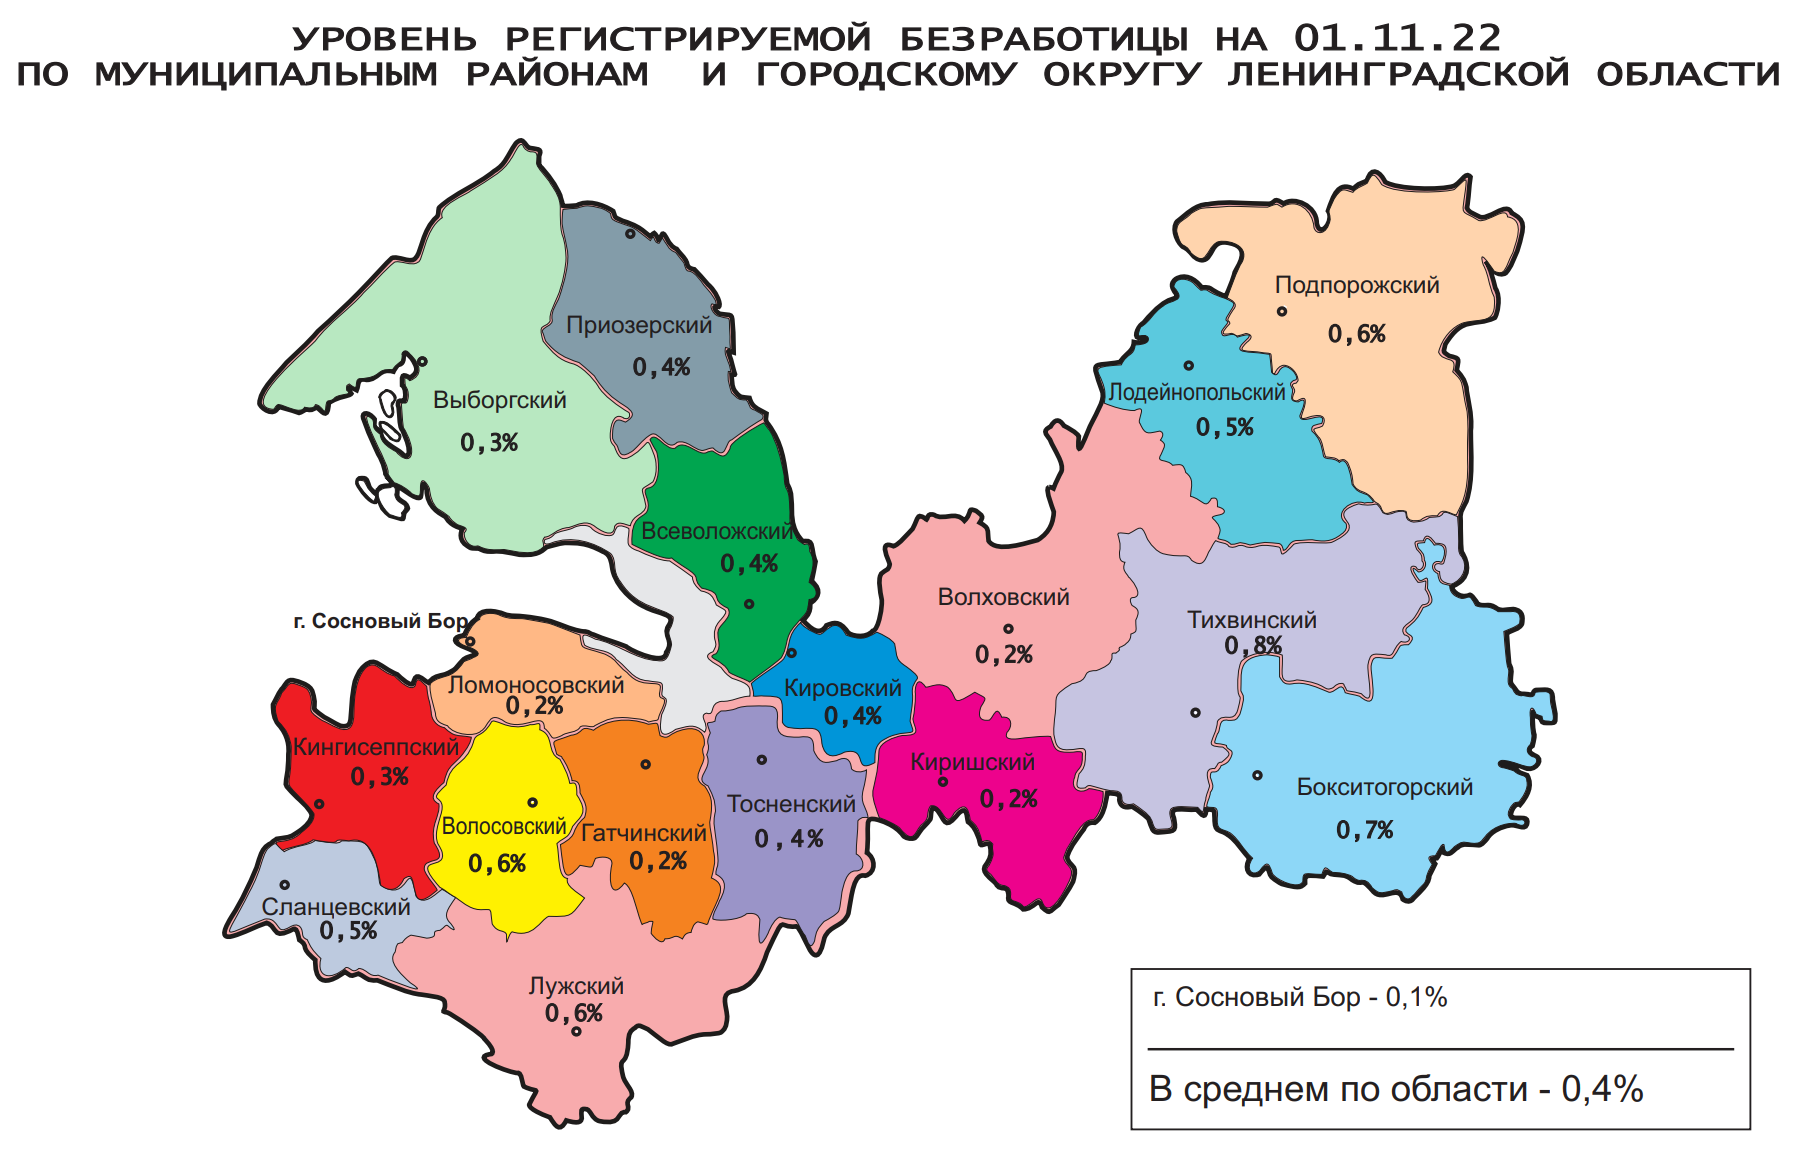 УРОВЕНЬ РЕГИСТРИРУЕМОЙ БЕЗРАБОТИЦЫ НА 01.11.22
ПО МУНИЦИПАЛЬНЫМ РАЙОНАМ И ГОРОДСКОМУ ОКРУГУ ЛЕНИНГРАДСКОЙ ОБЛАСТИ
Подпорожский
0,6%
Приозерский
0,4%
Лодейнопольский
0,5%
Выборгский
0,3%
Всеволожский
0,4%
Волховский
0,2%
Тихвинский
0,8%
г. Сосновый Бор
Ломоносовский
0,2%
Кировский
0,4%
Кингисеппский
0,3%
Киришский
0,2%
Бокситогорский
0,7%
Тосненский
0,4%
Волосовский
0,6%
Гатчинский
0,2%
Сланцевский
0,5%
Лужский
0,6%
г. Сосновый Бор - 0,1%
В среднем по области - 0,4%